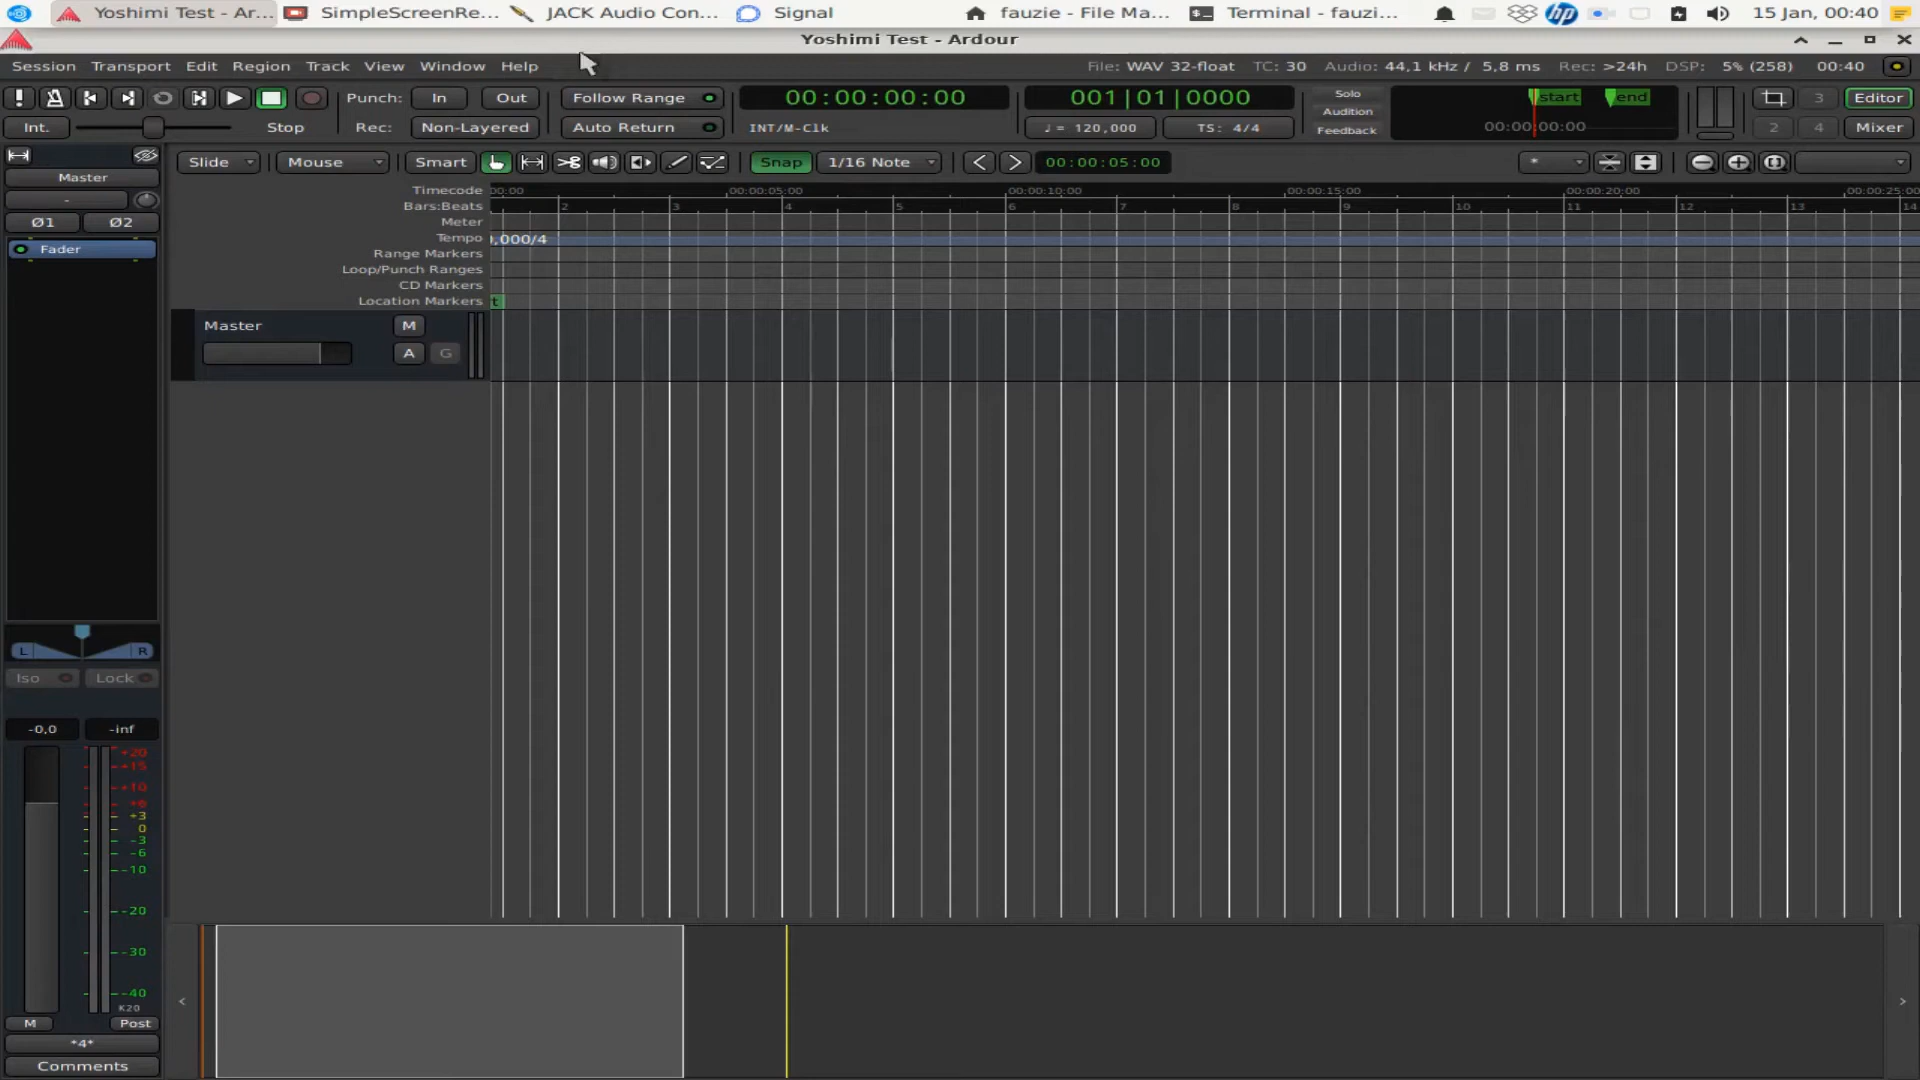 Yoshimi Test - Ar... SimpleScreenRe... JACK Audio Con... Signal fauzie - File Ma... Terminal - fauzi... 15 Jan, 00:40
Yoshimi Test - Ardour
Session Transport Edit Region Track View Window Help File: WAV 32-float TC: 30 Audio: 44,1 kHz / 5,8 ms Rec: >24h DSP: 5% (258) 00:40
Punch: In Out Follow Range 00:00:00:00 001|01|0000 Solo start end 3 Editor
Audition
Int. Stop Rec: Non-Layered Auto Return INT/M-Clk ♩ = 120,000 TS: 4/4 Feedback 00:00:00:00 2 4 Mixer
Slide Mouse Smart Snap 1/16 Note 00:00:05:00 *
Master
Timecode 00:00 00:00:05:00 00:00:10:00 00:00:15:00 00:00:20:00 00:00:25:00
-
Bars:Beats 2 3 4 5 6 7 8 9 10 11 12 13 14
Ø1 Ø2 Meter
Tempo ,000/4
Fader Range Markers
Loop/Punch Ranges
CD Markers
Location Markers t
Master M
A G
L R
Iso Lock
-0,0 -inf
+20
+15
+10
+6
+3
0
-3
-6
-10
-20
-30
-40
K20
M Post
*4*
Comments